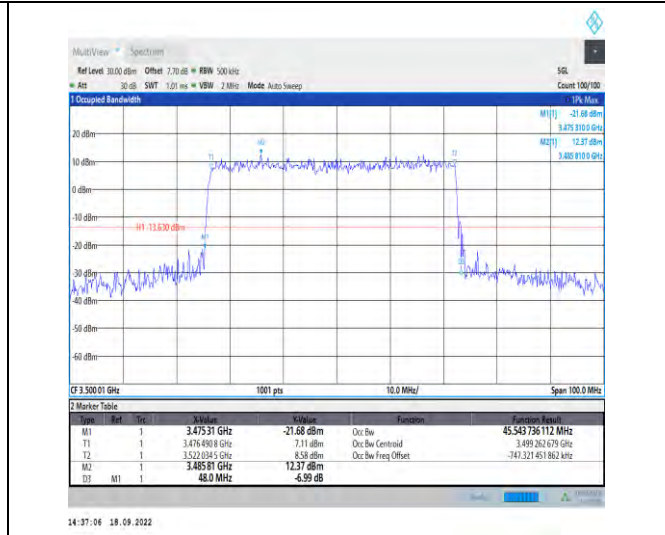 MultiView Spectrum
Ref Level 30.00 dBm Offset 7.70 dB RBW 500 kHz SGL
Att 30 dB SWT 1.01 ms VBW 2 MHz Mode Auto Sweep Count 100/100
1 Occupied Bandwidth 1Pk Max
M1[1] -21.68 dBm
3.475 310 0 GHz
M2[1] 12.37 dBm
3.485 810 0 GHz
20 dBm
M2
T1
T2
10 dBm
0 dBm
-10 dBm
H1 -13.630 dBm
M1
-20 dBm
-30 dBm
-40 dBm
-50 dBm
-60 dBm
CF 3.500 01 GHz 1001 pts 10.0 MHz/ Span 100.0 MHz
2 Marker Table
Type Ref Trc X-Value Y-Value Function Function Result
M1 1 3.47531 GHz -21.68 dBm Occ Bw 45.543 736 112 MHz
T1 1 3.476 490 8 GHz 7.11 dBm Occ Bw Centroid 3.499 262 679 GHz
T2 1 3.522 034 5 GHz 8.58 dBm Occ Bw Freq Offset -747.321 451 862 kHz
M2 1 3.485 81 GHz 12.37 dBm
D3 M1 1 48.0 MHz -6.99 dB
Ready
14:37:06 18.09.2022